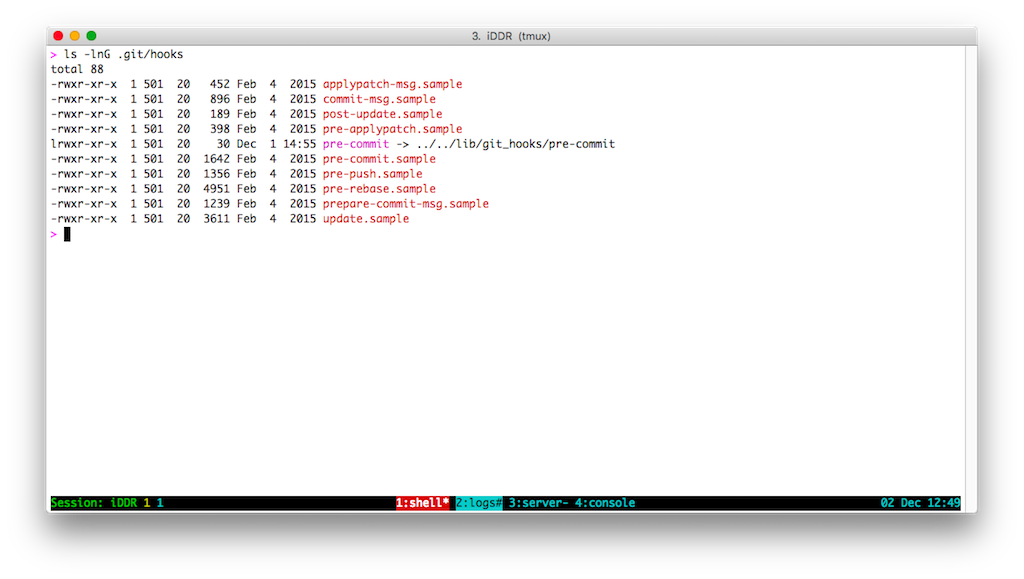 3. iDDR (tmux)
> ls -lnG .git/hooks
total 88
-rwxr-xr-x 1 501 20 452 Feb 4 2015 applypatch-msg.sample
-rwxr-xr-x 1 501 20 896 Feb 4 2015 commit-msg.sample
-rwxr-xr-x 1 501 20 189 Feb 4 2015 post-update.sample
-rwxr-xr-x 1 501 20 398 Feb 4 2015 pre-applypatch.sample
lrwxr-xr-x 1 501 20 30 Dec 1 14:55 pre-commit -> ../../lib/git_hooks/pre-commit
-rwxr-xr-x 1 501 20 1642 Feb 4 2015 pre-commit.sample
-rwxr-xr-x 1 501 20 1356 Feb 4 2015 pre-push.sample
-rwxr-xr-x 1 501 20 4951 Feb 4 2015 pre-rebase.sample
-rwxr-xr-x 1 501 20 1239 Feb 4 2015 prepare-commit-msg.sample
-rwxr-xr-x 1 501 20 3611 Feb 4 2015 update.sample
>
Session: iDDR 1 1 1:shell* 2:logs# 3:server- 4:console 02 Dec 12:49